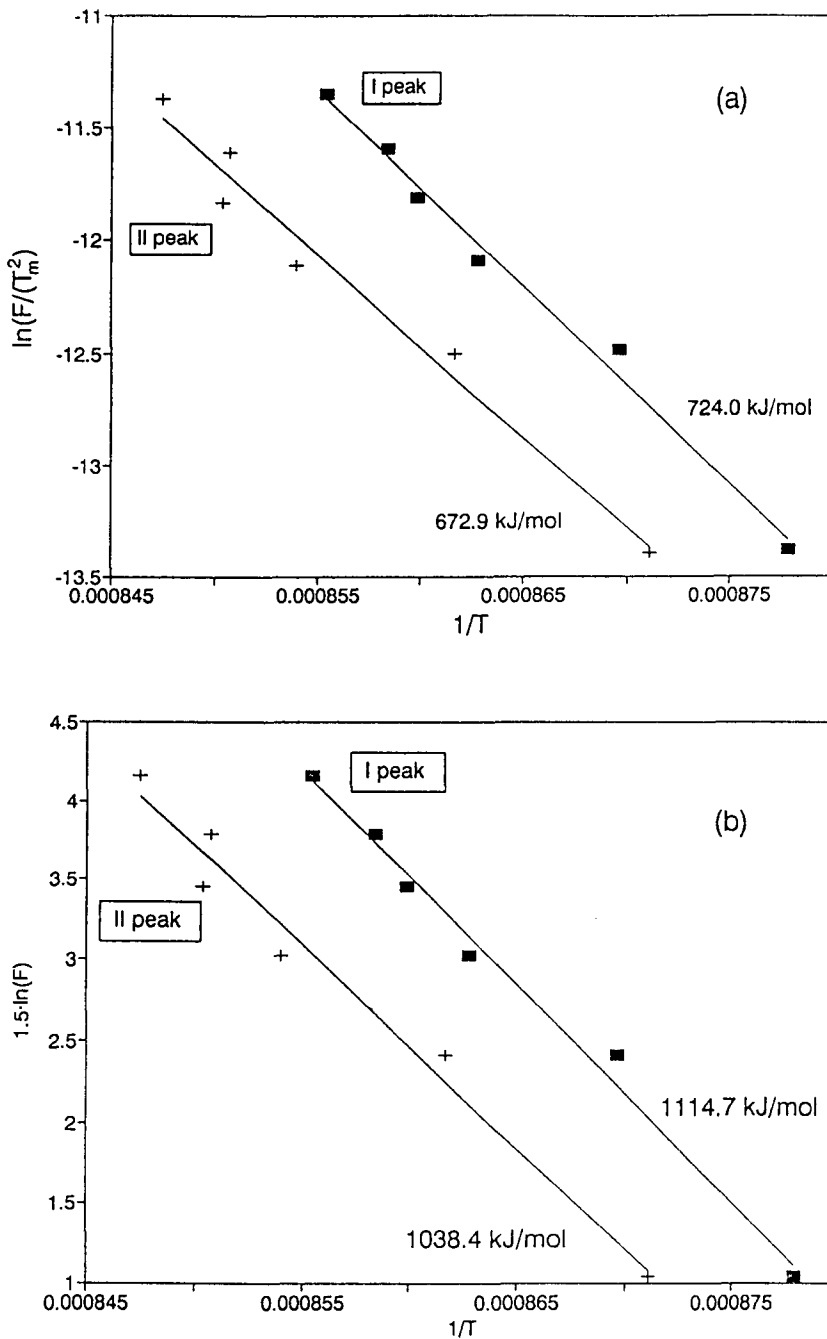 -11
I peak
(a)
-11.5
II peak
-12
ln(F/(T_m^2)
-12.5
724.0 kJ/mol
-13
672.9 kJ/mol
-13.5
0.000845 0.000855 0.000865 0.000875
1/T
4.5
I peak
4
(b)
3.5
II peak
3
1.5·ln(F)
2.5
2
1114.7 kJ/mol
1.5
1038.4 kJ/mol
1
0.000845 0.000855 0.000865 0.000875
1/T